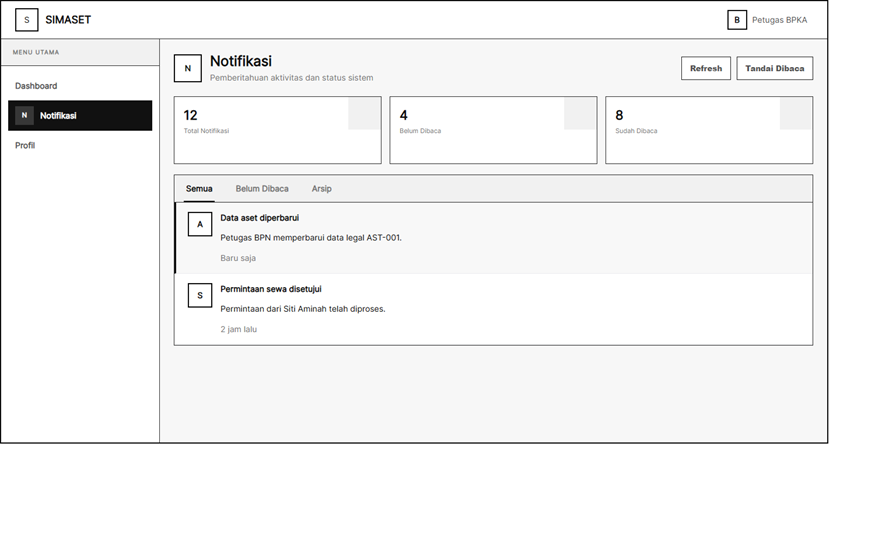 S SIMASET
B Petugas BPKA
MENU UTAMA
Dashboard
N Notifikasi
Profil
N Notifikasi
Pemberitahuan aktivitas dan status sistem
Refresh Tandai Dibaca
12
Total Notifikasi
4
Belum Dibaca
8
Sudah Dibaca
Semua Belum Dibaca Arsip
A Data aset diperbarui
Petugas BPN memperbarui data legal AST-001.
Baru saja
S Permintaan sewa disetujui
Permintaan dari Siti Aminah telah diproses.
2 jam lalu